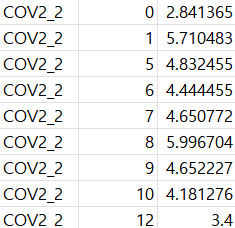 COV2_2 0 2.841365
COV2_2 1 5.710483
COV2_2 5 4.832455
COV2_2 6 4.444455
COV2_2 7 4.650772
COV2_2 8 5.996704
COV2_2 9 4.652227
COV2_2 10 4.181276
COV2_2 12 3.4